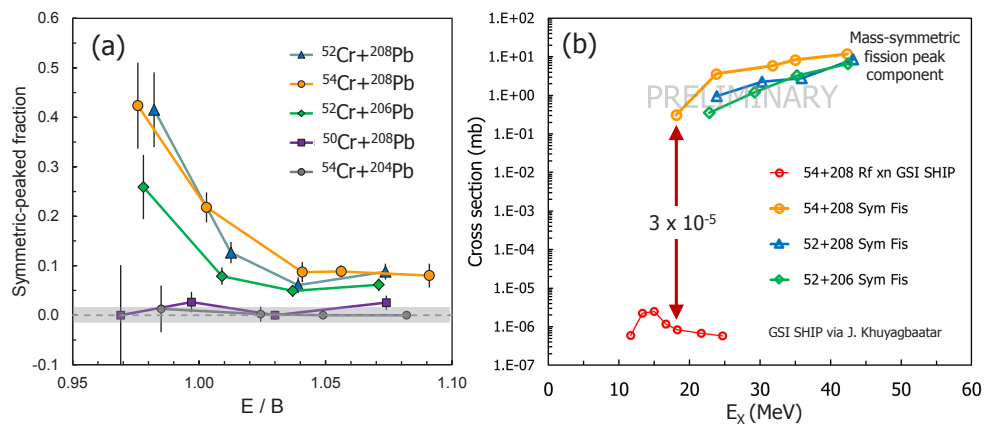 (a)
Symmetric-peaked fraction
0.6
0.5
0.4
0.3
0.2
0.1
0.0
-0.1
0.95
1.00
1.05
1.10
E / B
⁵²Cr+²⁰⁸Pb
⁵⁴Cr+²⁰⁸Pb
⁵²Cr+²⁰⁶Pb
⁵⁰Cr+²⁰⁸Pb
⁵⁴Cr+²⁰⁴Pb
(b)
Cross section (mb)
1.E+02
1.E+01
1.E+00
1.E-01
1.E-02
1.E-03
1.E-04
1.E-05
1.E-06
1.E-07
0
10
20
30
40
50
60
E_X (MeV)
Mass-symmetric
fission peak
component
PRELIMINARY
3 x 10⁻⁵
54+208 Rf xn GSI SHIP
54+208 Sym Fis
52+208 Sym Fis
52+206 Sym Fis
GSI SHIP via J. Khuyagbaatar